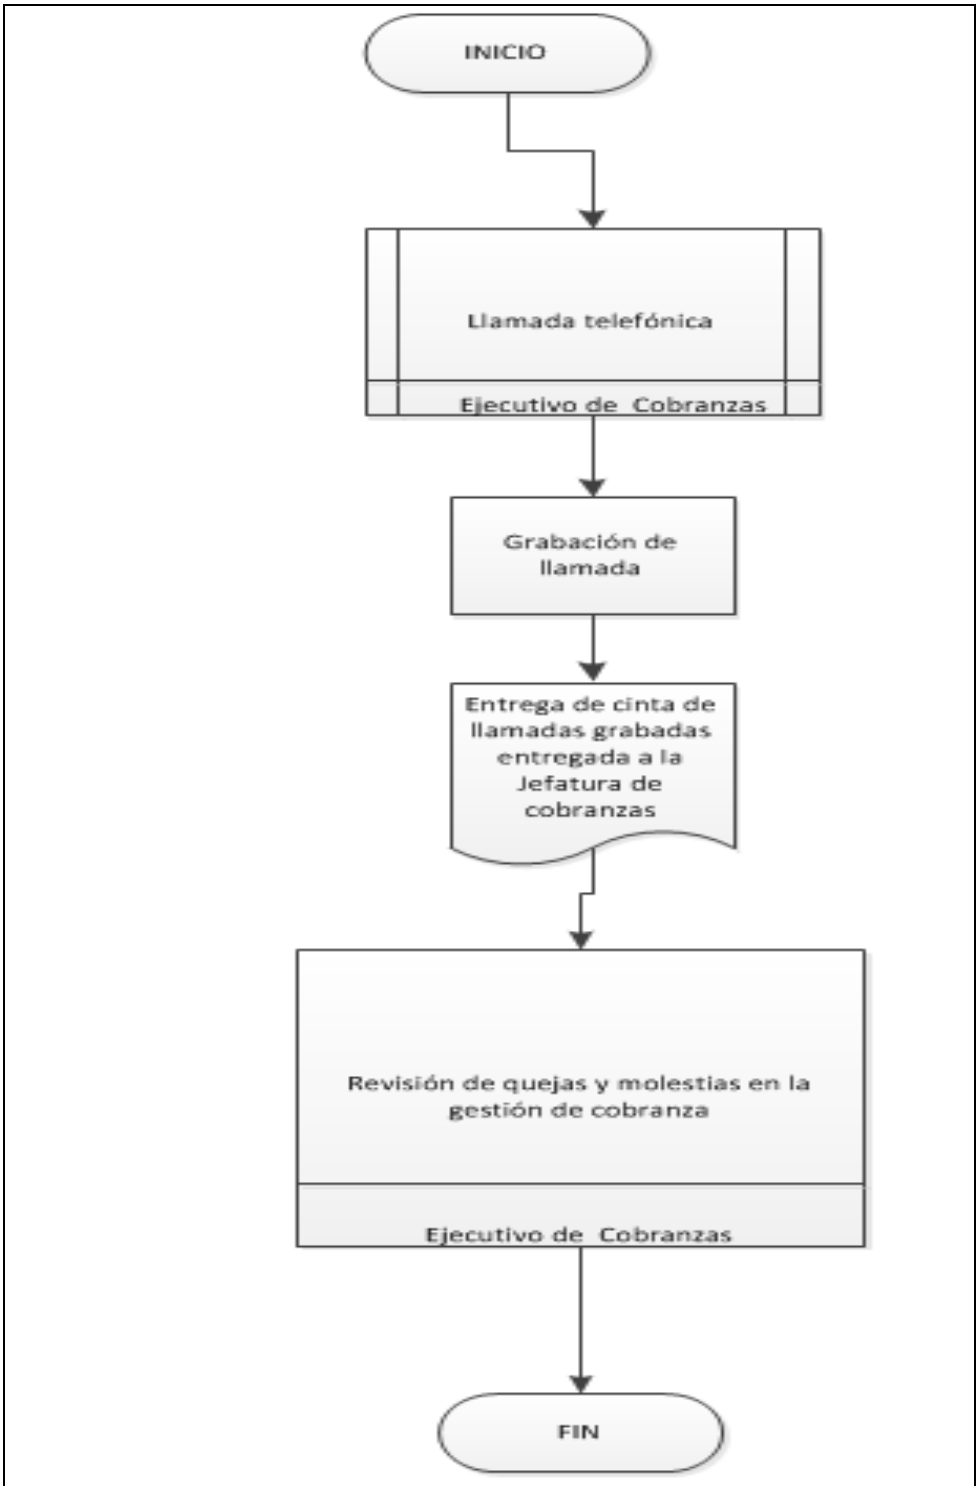 INICIO
Llamada telefónica
Ejecutivo de Cobranzas
Grabación de
llamada
Entrega de cinta de
llamadas grabadas
entregada a la
Jefatura de
cobranzas
Revisión de quejas y molestias en la
gestión de cobranza
Ejecutivo de Cobranzas
FIN